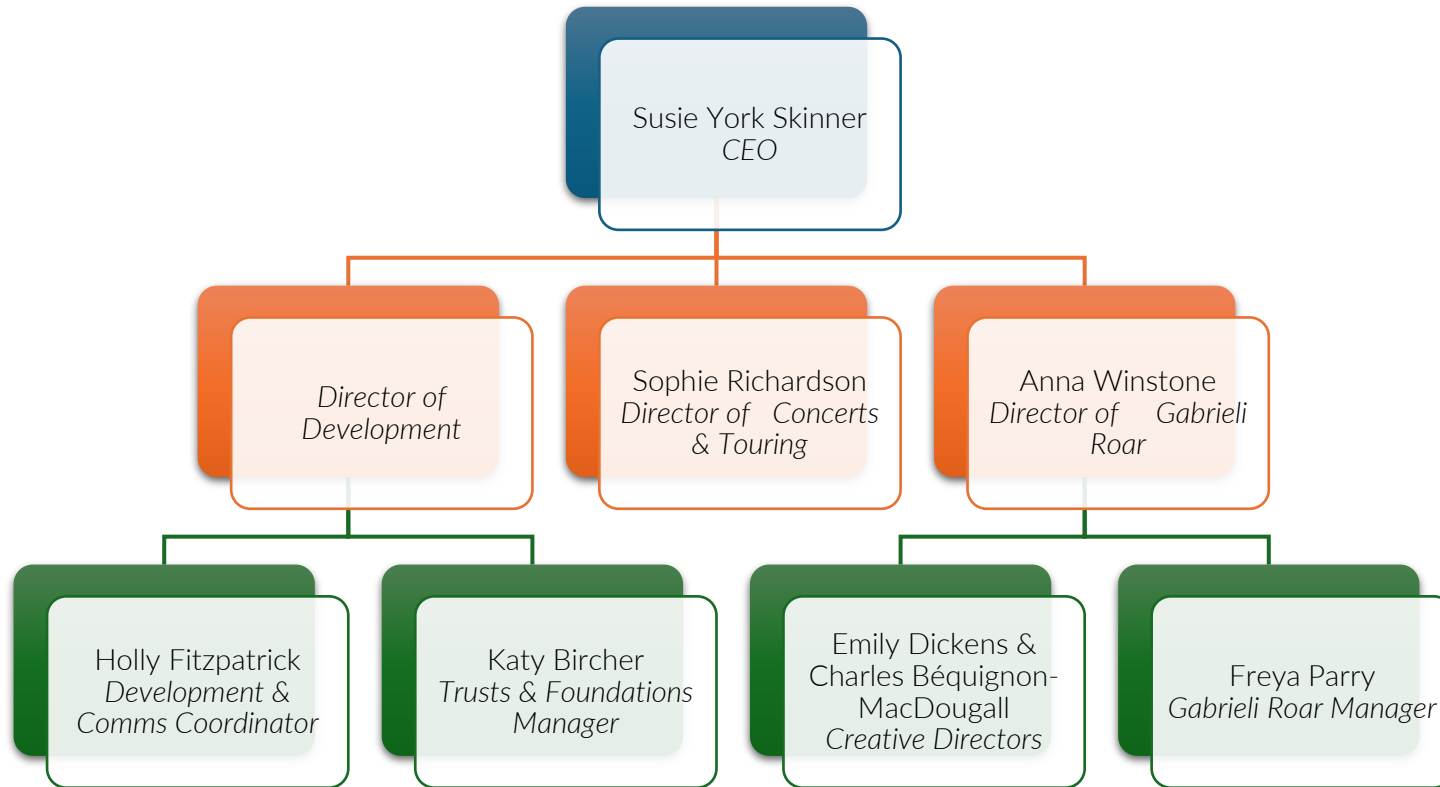 Susie York Skinner
CEO
Director of
Development
Sophie Richardson
Director of Concerts
& Touring
Anna Winstone
Director of Gabrieli
Roar
Holly Fitzpatrick
Development &
Comms Coordinator
Katy Bircher
Trusts & Foundations
Manager
Emily Dickens &
Charles Béquignon-
MacDougall
Creative Directors
Freya Parry
Gabrieli Roar Manager